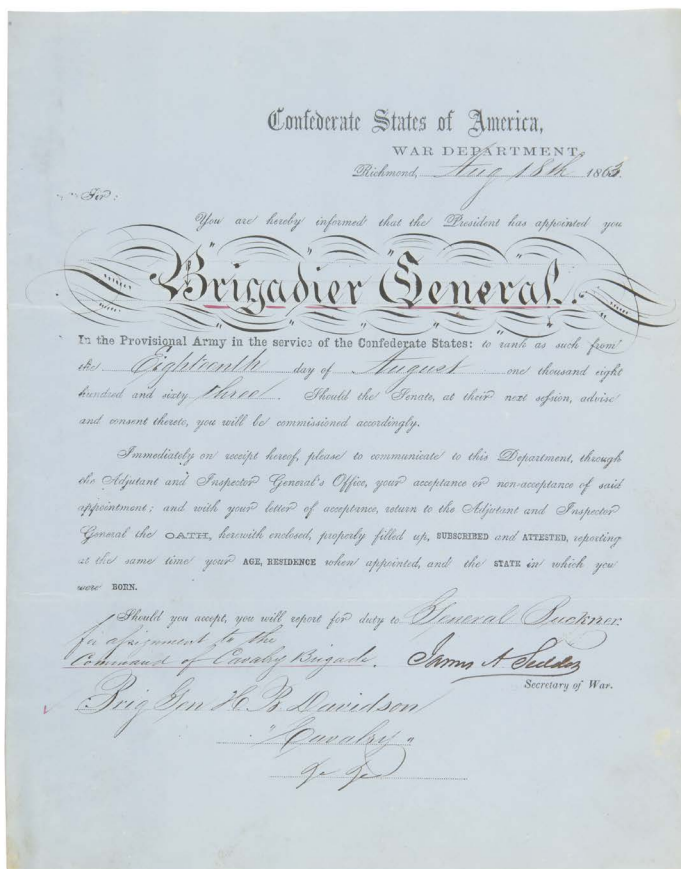 Confederate States of America,
WAR DEPARTMENT,
Richmond, Aug 18th 1863.
Sir:
You are hereby informed that the President has appointed you
Brigadier General.
In the Provisional Army in the service of the Confederate States: to rank as such from
the Eighteenth day of August one thousand eight
hundred and sixty three. Should the Senate, at their next session, advise
and consent thereto, you will be commissioned accordingly.
Immediately on receipt hereof, please to communicate to this Department, through
the Adjutant and Inspector General's Office, your acceptance or non-acceptance of said
appointment; and with your letter of acceptance, return to the Adjutant and Inspector
General the OATH, herewith enclosed, properly filled up, SUBSCRIBED and ATTESTED, reporting
at the same time your AGE, RESIDENCE when appointed, and the STATE in which you
were BORN.
Should you accept, you will report for duty to General Buckner
for assignment to the
Command of Cavalry Brigade. James A Seddon
Secretary of War.
Brig Gen H. B. Davidson
"Cavalry"